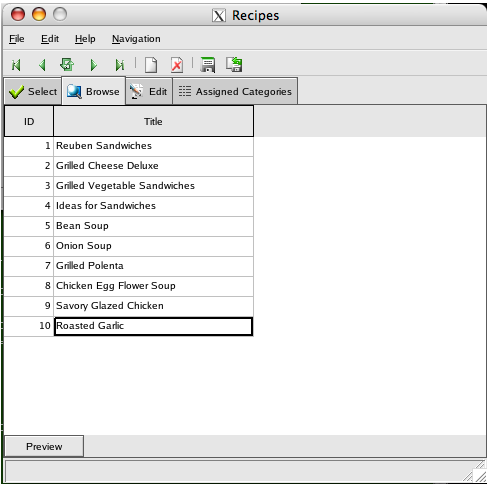 Recipes
File Edit Help Navigation
Select Browse Edit Assigned Categories
ID Title
1 Reuben Sandwiches
2 Grilled Cheese Deluxe
3 Grilled Vegetable Sandwiches
4 Ideas for Sandwiches
5 Bean Soup
6 Onion Soup
7 Grilled Polenta
8 Chicken Egg Flower Soup
9 Savory Glazed Chicken
10 Roasted Garlic
Preview